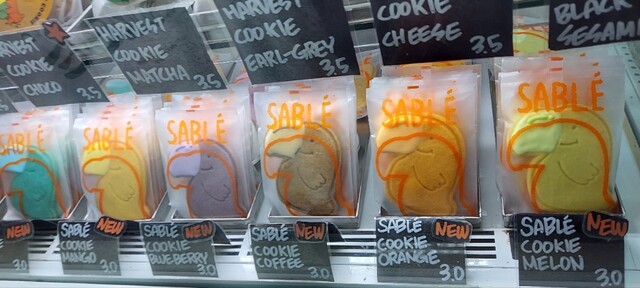 HARVEST
COOKIE
CHOCO 3.5
HARVEST
COOKIE
MATCHA 3.5
HARVEST
COOKIE
EARL-GREY
3.5
COOKIE
CHEESE 3.5
BLACK
SESAME
SABLÉ
SABLÉ
SABLÉ
SABLÉ
SABLÉ
SABLÉ
NEW
3.0
SABLÉ NEW
COOKIE
MANGO 3.0
SABLÉ NEW
COOKIE
BLUEBERRY 3.0
SABLÉ NEW
COOKIE
COFFEE 3.0
SABLÉ NEW
COOKIE
ORANGE 3.0
SABLÉ NEW
COOKIE
MELON 3.0